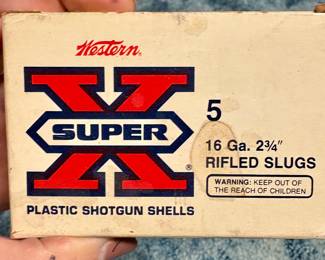 Western
X
SUPER
®
PLASTIC SHOTGUN SHELLS
5
16 Ga. 2¾"
RIFLED SLUGS
WARNING: KEEP OUT OF
THE REACH OF CHILDREN